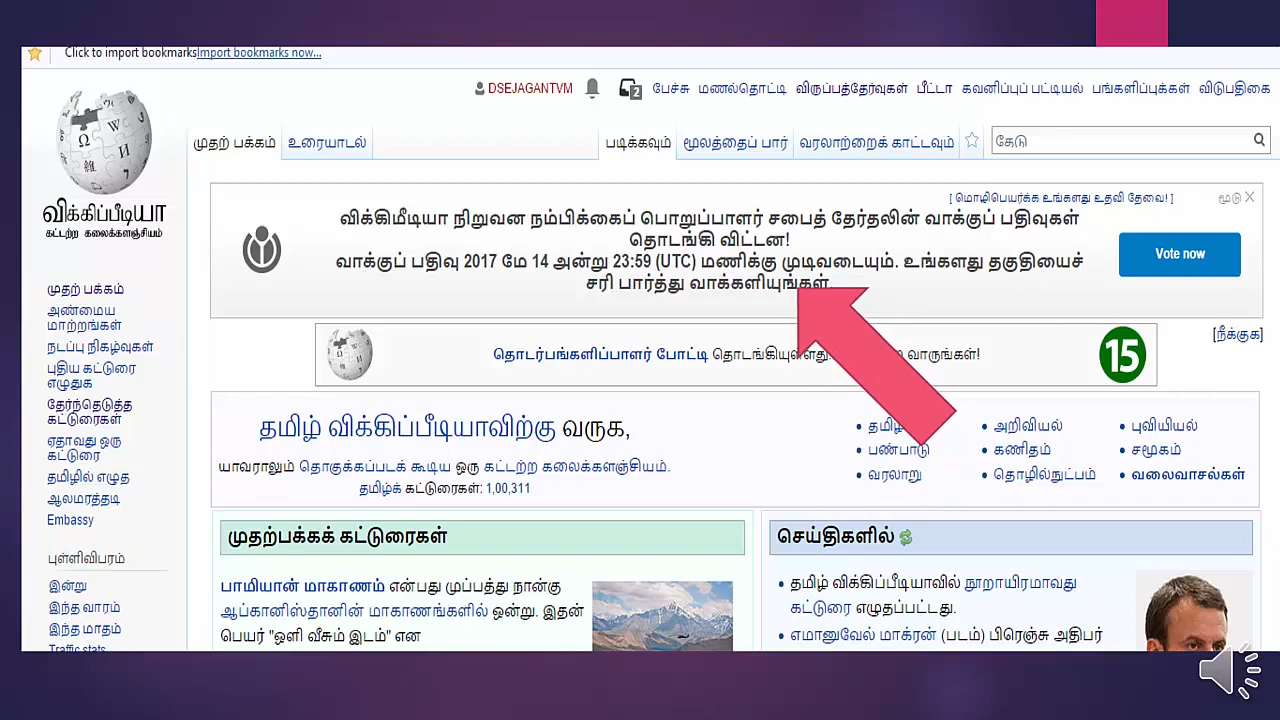 Click to import bookmarksImport bookmarks now...
DSEJAGANTVM 2 பேச்சு மணல்தொட்டி விருப்பத்தேர்வுகள் பீட்டா கவனிப்புப் பட்டியல் பங்களிப்புக்கள் விடுபதிகை
முதற் பக்கம் உரையாடல் படிக்கவும் மூலத்தைப் பார் வரலாற்றைக் காட்டவும் தேடு
விக்கிப்பீடியா
கட்டற்ற கலைக்களஞ்சியம்
முதற் பக்கம்
அண்மைய
மாற்றங்கள்
நடப்பு நிகழ்வுகள்
புதிய கட்டுரை
எழுதுக
தேர்ந்தெடுத்த
கட்டுரைகள்
ஏதாவது ஒரு
கட்டுரை
தமிழில் எழுத
ஆலமரத்தடி
Embassy
புள்ளிவிபரம்
இன்று
இந்த வாரம்
இந்த மாதம்
Traffic stats
[ மொழிபெயர்க்க உங்களது உதவி தேவை! ] மூடு
விக்கிமீடியா நிறுவன நம்பிக்கைப் பொறுப்பாளர் சபைத் தேர்தலின் வாக்குப் பதிவுகள்
தொடங்கி விட்டன!
வாக்குப் பதிவு 2017 மே 14 அன்று 23:59 (UTC) மணிக்கு முடிவடையும். உங்களது தகுதியைச்
சரி பார்த்து வாக்களியுங்கள்.
Vote now
[நீக்குக]
தொடர்பங்களிப்பாளர் போட்டி தொடங்கியுள்ளது வாருங்கள்!
15
தமிழ் விக்கிப்பீடியாவிற்கு வருக,
யாவராலும் தொகுக்கப்படக் கூடிய ஒரு கட்டற்ற கலைக்களஞ்சியம்.
தமிழ்க் கட்டுரைகள்: 1,00,311
• தமிழ் • அறிவியல் • புவியியல்
• பண்பாடு • கணிதம் • சமூகம்
• வரலாறு • தொழில்நுட்பம் • வலைவாசல்கள்
முதற்பக்கக் கட்டுரைகள்
பாமியான் மாகாணம் என்பது முப்பத்து நான்கு
ஆப்கானிஸ்தானின் மாகாணங்களில் ஒன்று. இதன்
பெயர் "ஒளி வீசும் இடம்" என
செய்திகளில்
• தமிழ் விக்கிப்பீடியாவில் நூறாயிரமாவது
கட்டுரை எழுதப்பட்டது.
• எமானுவேல் மாக்ரன் (படம்) பிரெஞ்சு அதிபர்